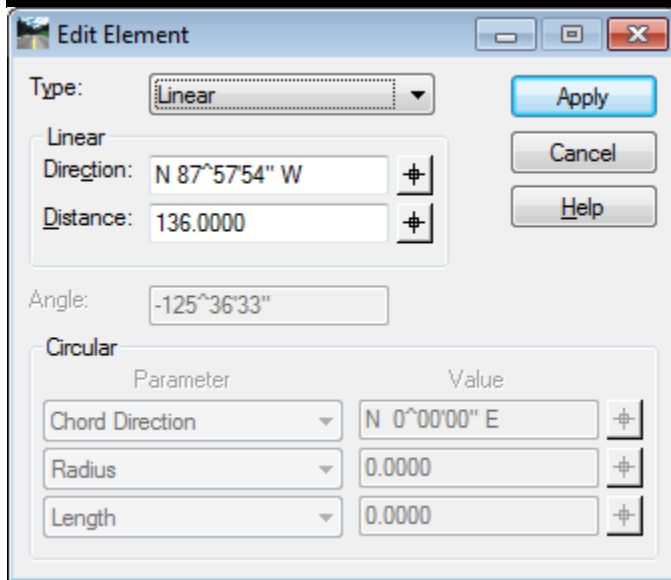 Edit Element
Type: Linear Apply
Linear
Direction: N 87^57'54" W Cancel
Distance: 136.0000 Help
Angle: -125^36'33"
Circular
Parameter Value
Chord Direction N 0^00'00" E
Radius 0.0000
Length 0.0000